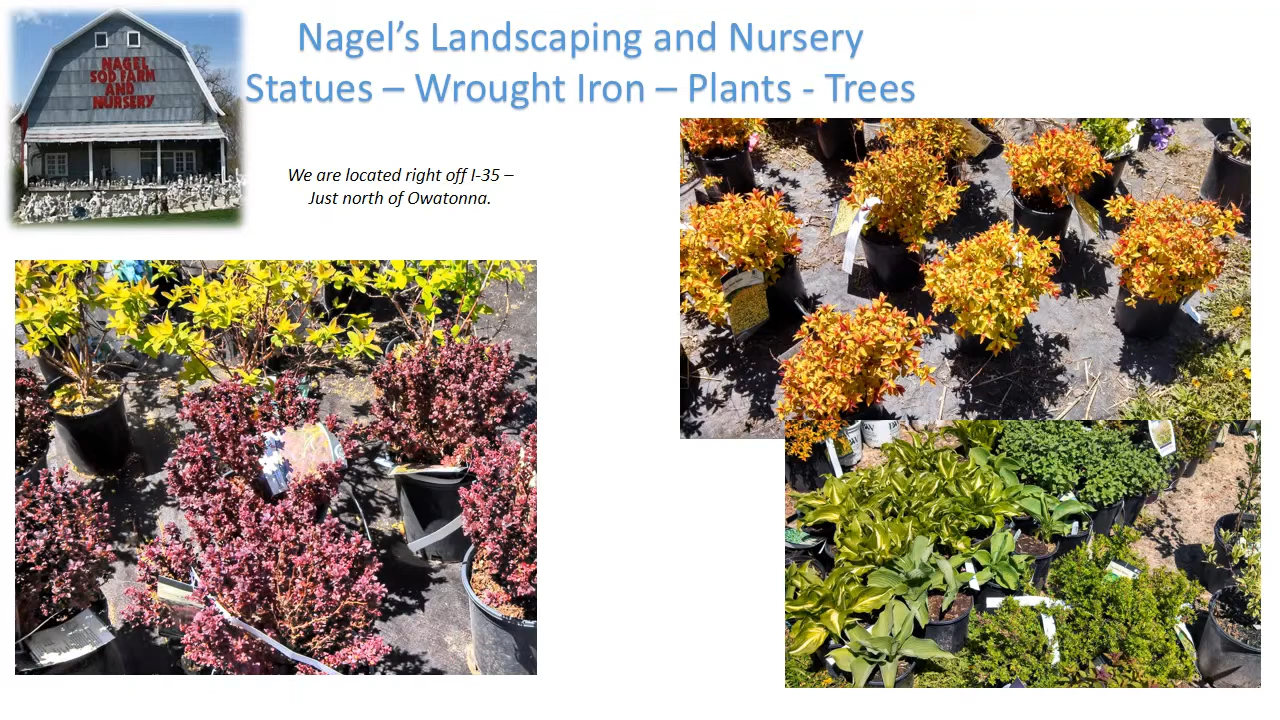 Nagel’s Landscaping and Nursery
Statues – Wrought Iron – Plants - Trees
NAGEL
SOD FARM
AND
NURSERY
We are located right off I-35 –
Just north of Owatonna.